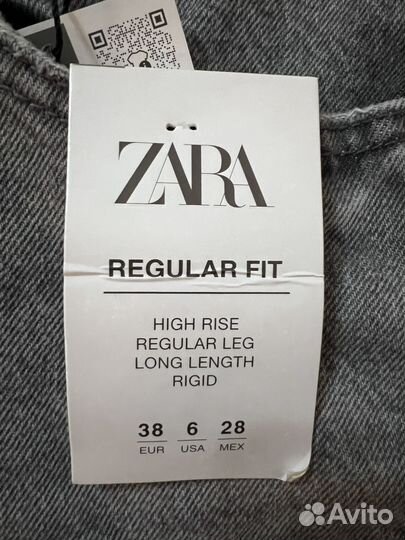 ZARA
REGULAR FIT
HIGH RISE
REGULAR LEG
LONG LENGTH
RIGID
38 6 28
EUR USA MEX
Avito